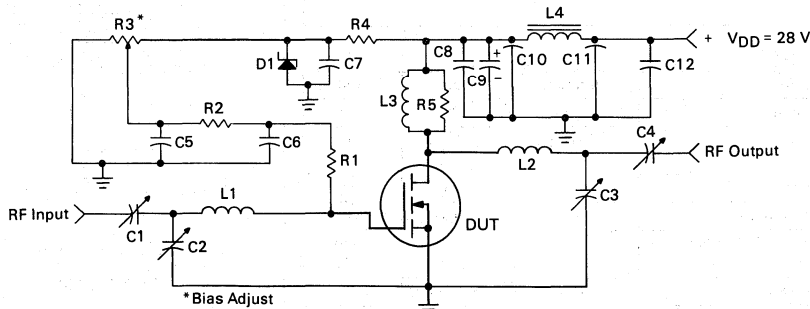 R3*
R4
L4
+ VDD = 28 V
D1
C7
C8
+
–
C9
C10
C11
C12
L3
R5
R2
C5
C6
R1
C4
RF Output
L2
C3
L1
RF Input
C1
C2
DUT
*Bias Adjust